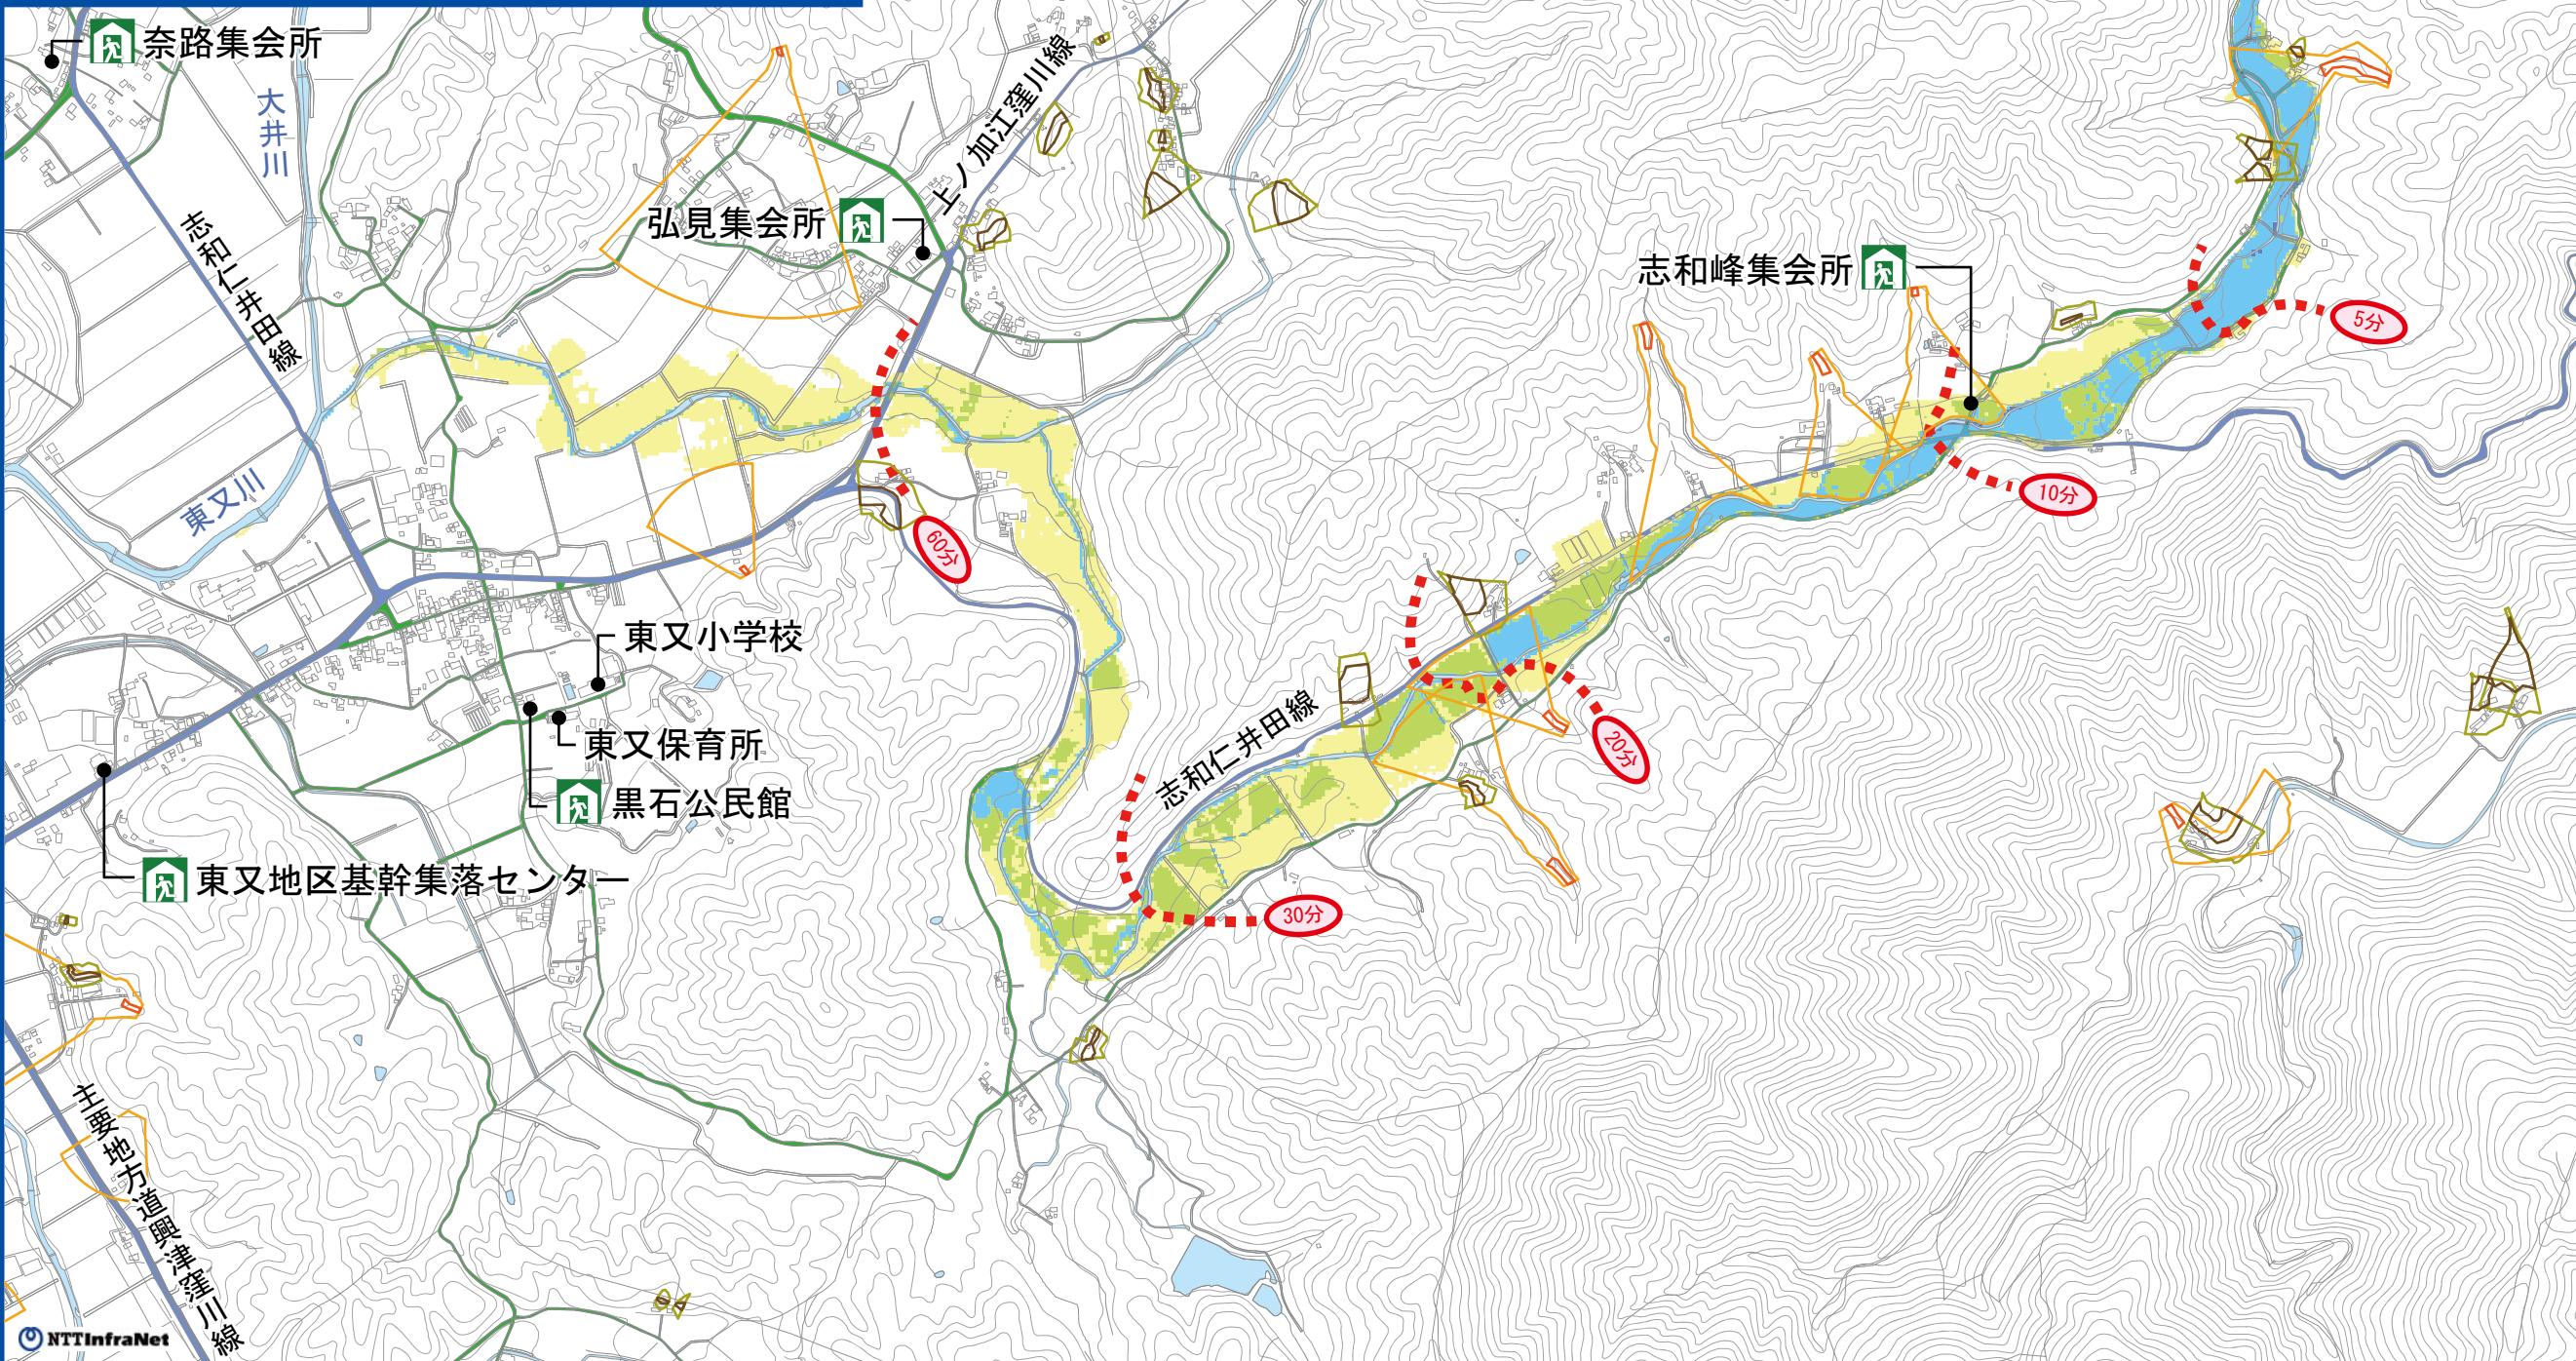 奈路集会所
大井川
上ノ加江窪川線
弘見集会所
志和仁井田線
志和峰集会所
5分
10分
東又川
60分
東又小学校
志和仁井田線
20分
東又保育所
黒石公民館
東又地区基幹集落センター
30分
主要地方道興津窪川線
NTTInfraNet